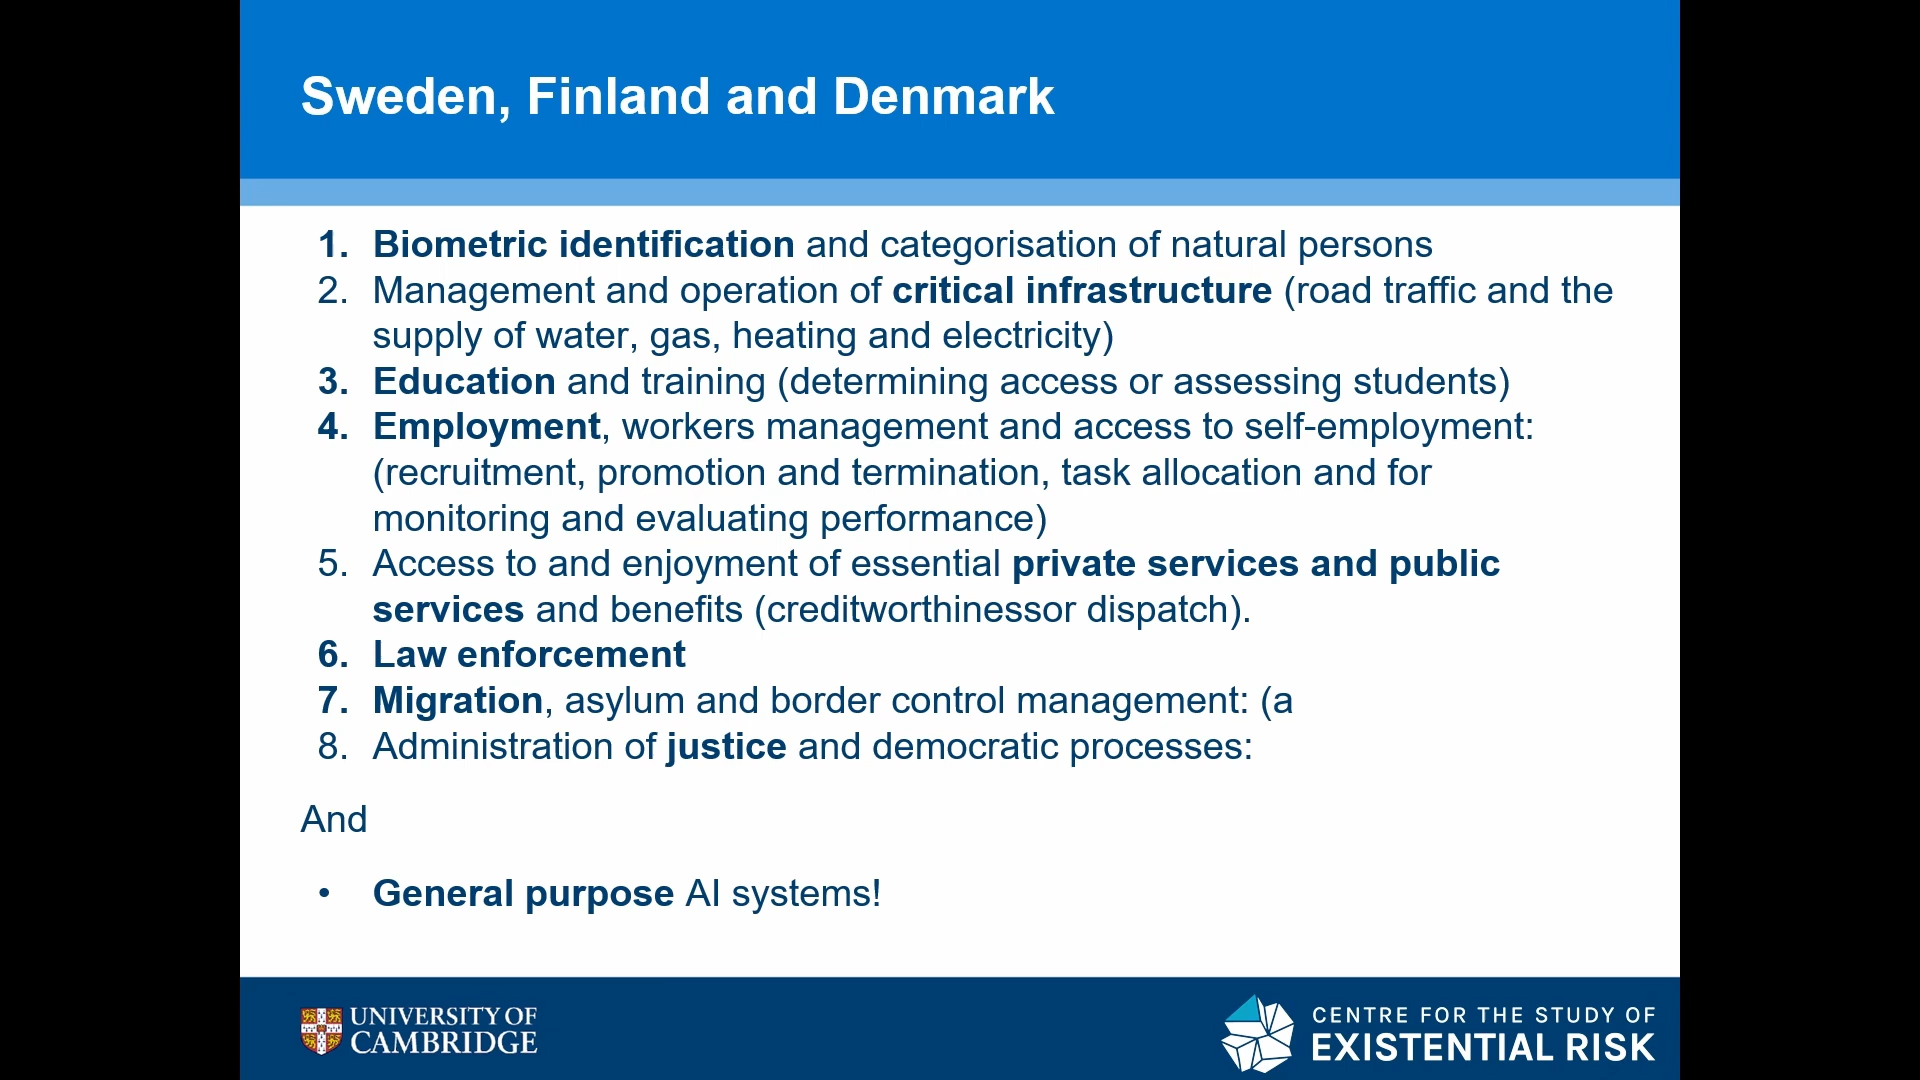 Sweden, Finland and Denmark
1. Biometric identification and categorisation of natural persons
2. Management and operation of critical infrastructure (road traffic and the
supply of water, gas, heating and electricity)
3. Education and training (determining access or assessing students)
4. Employment, workers management and access to self-employment:
(recruitment, promotion and termination, task allocation and for
monitoring and evaluating performance)
5. Access to and enjoyment of essential private services and public
services and benefits (creditworthinessor dispatch).
6. Law enforcement
7. Migration, asylum and border control management: (a
8. Administration of justice and democratic processes:
And
• General purpose AI systems!
UNIVERSITY OF
CAMBRIDGE
CENTRE FOR THE STUDY OF
EXISTENTIAL RISK